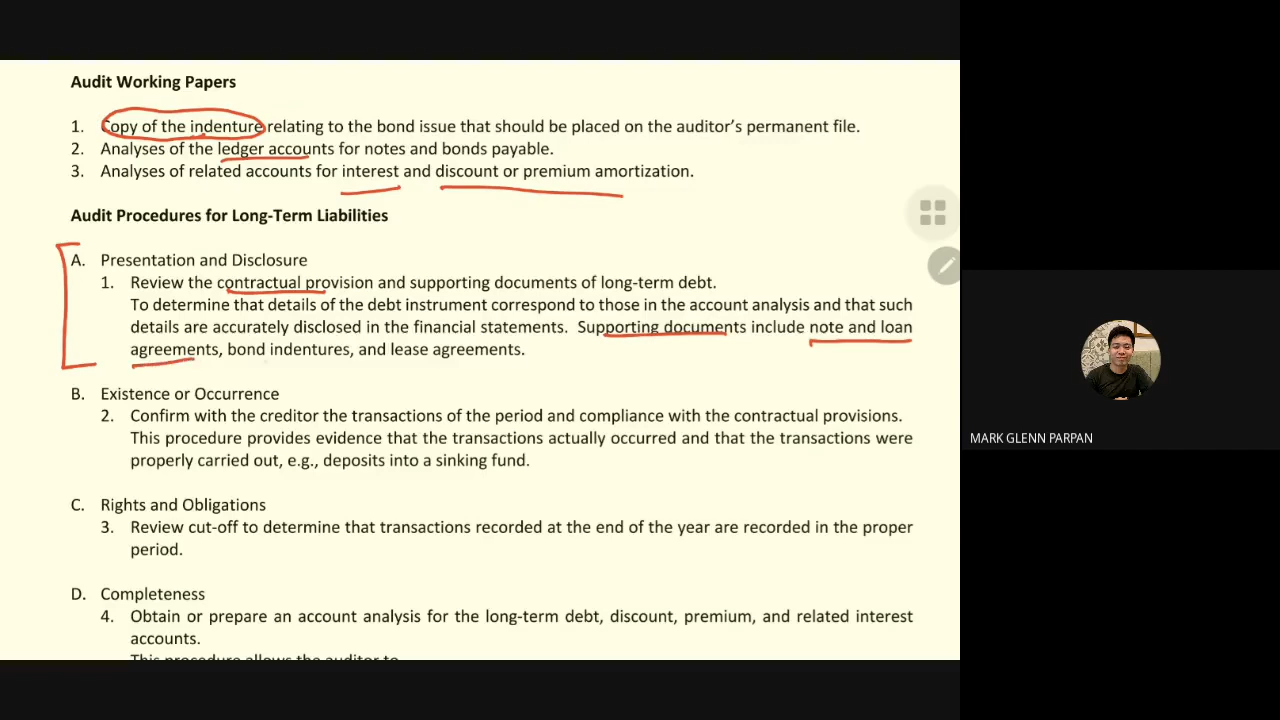 Audit Working Papers
1. Copy of the indenture relating to the bond issue that should be placed on the auditor's permanent file.
2. Analyses of the ledger accounts for notes and bonds payable.
3. Analyses of related accounts for interest and discount or premium amortization.
Audit Procedures for Long-Term Liabilities
A. Presentation and Disclosure
1. Review the contractual provision and supporting documents of long-term debt.
To determine that details of the debt instrument correspond to those in the account analysis and that such
details are accurately disclosed in the financial statements. Supporting documents include note and loan
agreements, bond indentures, and lease agreements.
B. Existence or Occurrence
2. Confirm with the creditor the transactions of the period and compliance with the contractual provisions.
This procedure provides evidence that the transactions actually occurred and that the transactions were
properly carried out, e.g., deposits into a sinking fund.
C. Rights and Obligations
3. Review cut-off to determine that transactions recorded at the end of the year are recorded in the proper
period.
D. Completeness
4. Obtain or prepare an account analysis for the long-term debt, discount, premium, and related interest
accounts.
This procedure allows the auditor to
MARK GLENN PARPAN